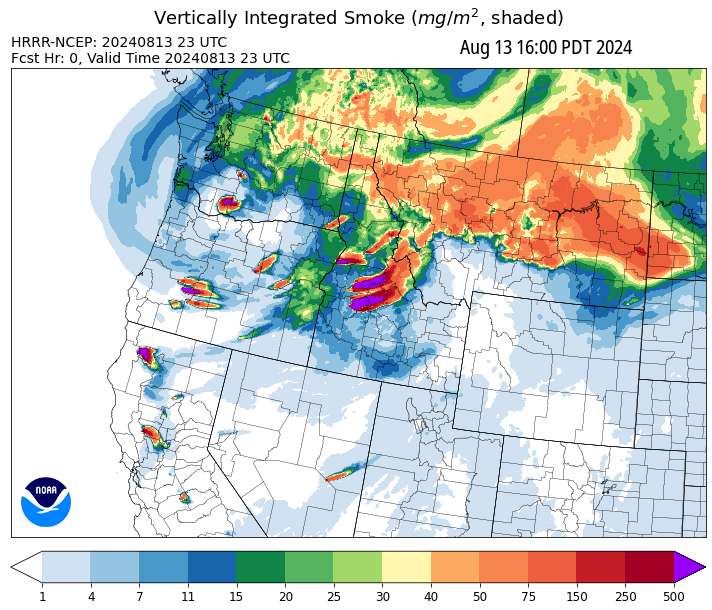 Vertically Integrated Smoke (mg/m², shaded)
HRRR-NCEP: 20240813 23 UTC
Aug 13 16:00 PDT 2024
Fcst Hr: 0, Valid Time 20240813 23 UTC
NOAA
1 4 7 11 15 20 25 30 40 50 75 150 250 500